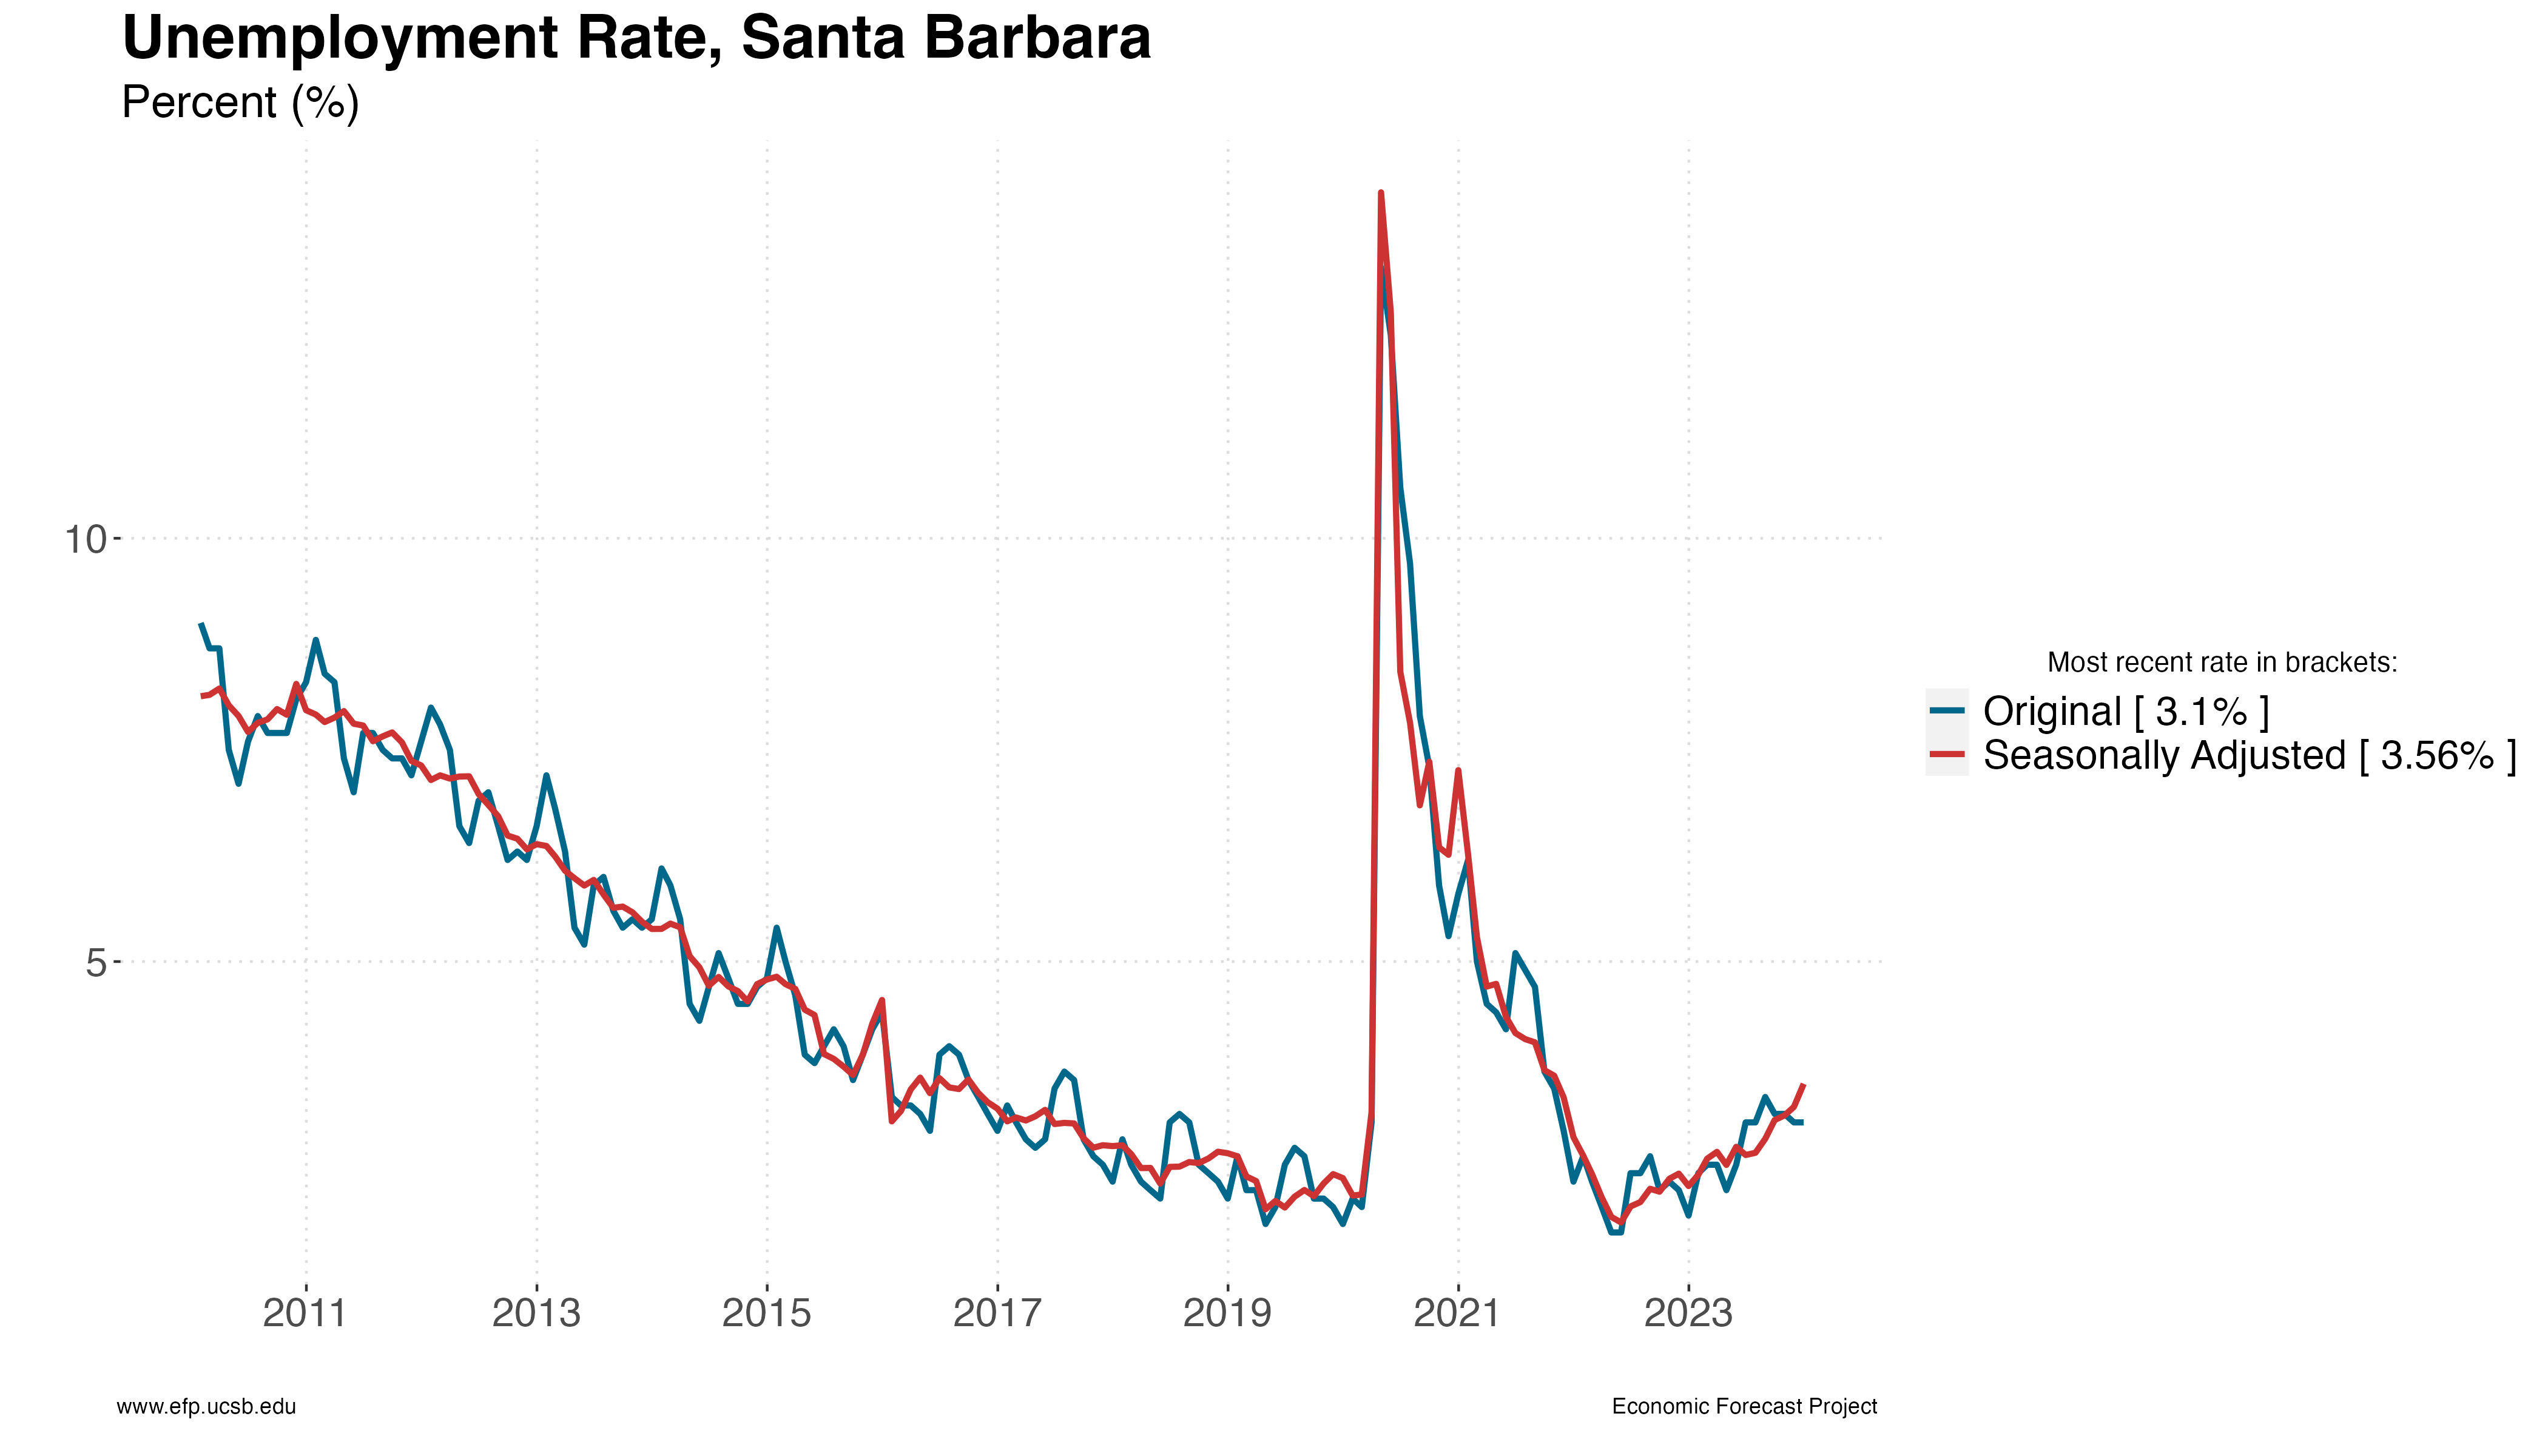 Unemployment Rate, Santa Barbara
Percent (%)
10
5
2011 2013 2015 2017 2019 2021 2023
Most recent rate in brackets:
Original [ 3.1% ]
Seasonally Adjusted [ 3.56% ]
www.efp.ucsb.edu
Economic Forecast Project